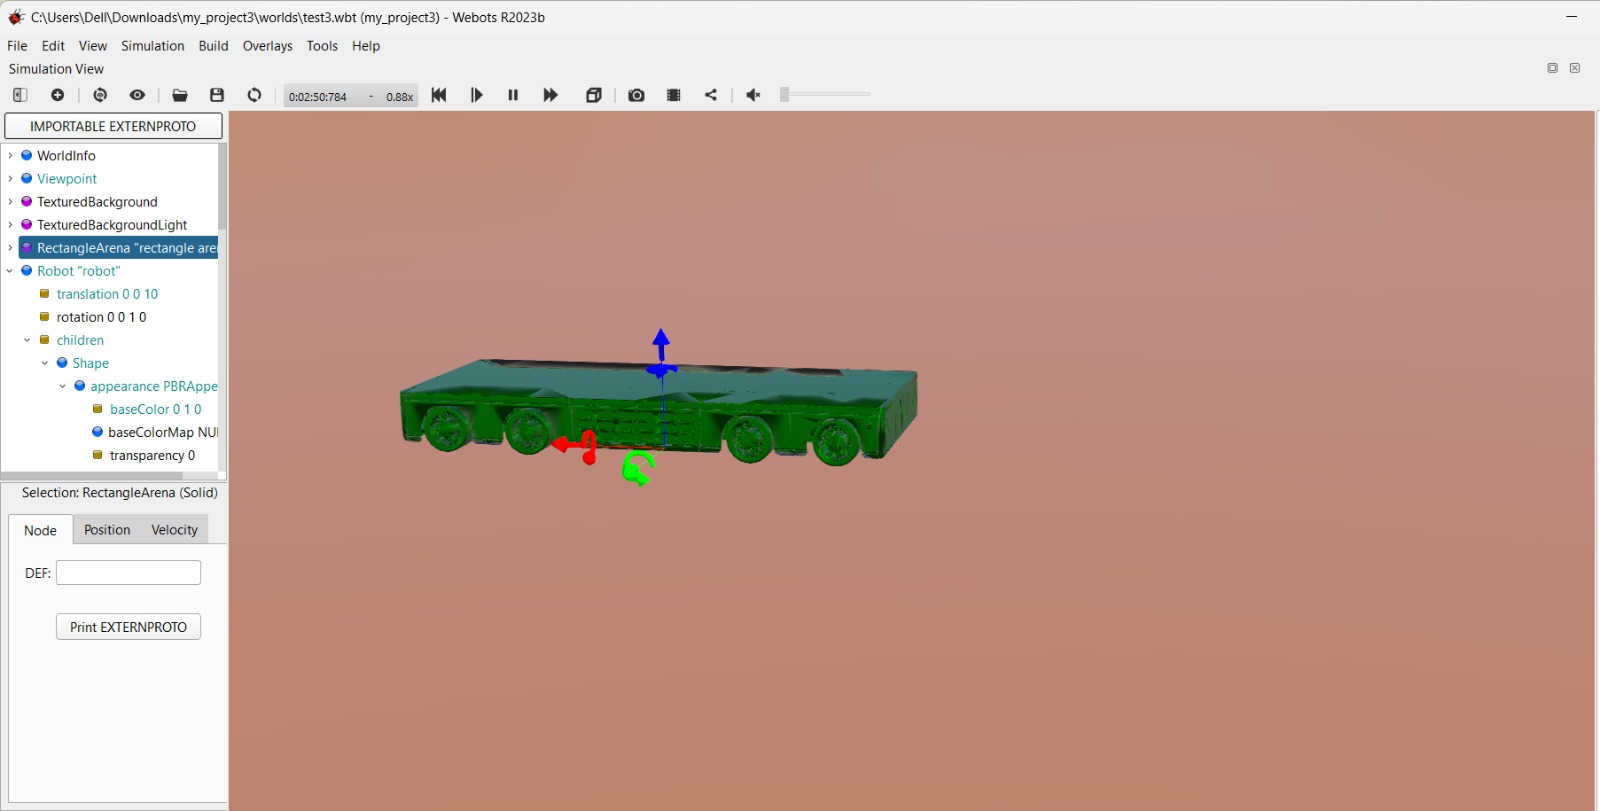 C:\Users\Dell\Downloads\my_project3\worlds\test3.wbt (my_project3) - Webots R2023b
File Edit View Simulation Build Overlays Tools Help
Simulation View
0:02:50:784 - 0.88x
IMPORTABLE EXTERNPROTO
WorldInfo
Viewpoint
TexturedBackground
TexturedBackgroundLight
RectangleArena "rectangle are
Robot "robot"
translation 0 0 10
rotation 0 0 1 0
children
Shape
appearance PBRAppe
baseColor 0 1 0
baseColorMap NU
transparency 0
Selection: RectangleArena (Solid)
Node Position Velocity
DEF:
Print EXTERNPROTO